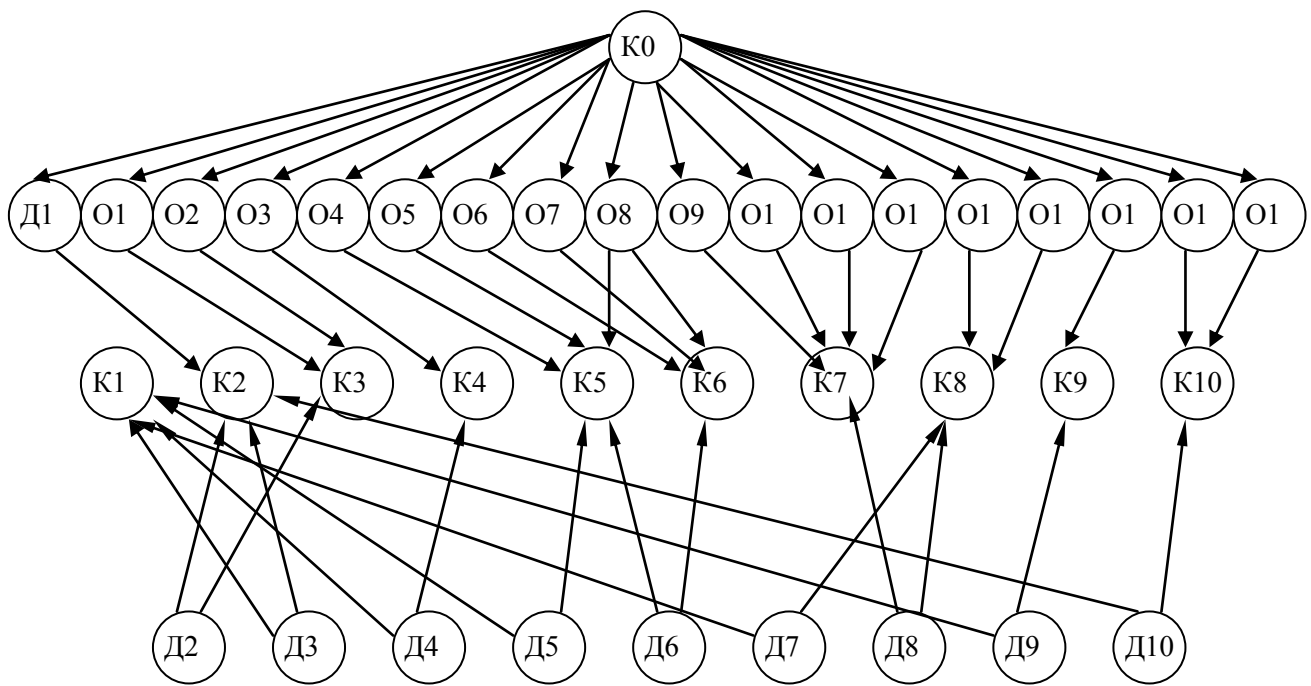 К0
Д1 О1 О2 О3 О4 О5 О6 О7 О8 О9 О1 О1 О1 О1 О1 О1 О1 О1
К1 К2 К3 К4 К5 К6 К7 К8 К9 К10
Д2 Д3 Д4 Д5 Д6 Д7 Д8 Д9 Д10